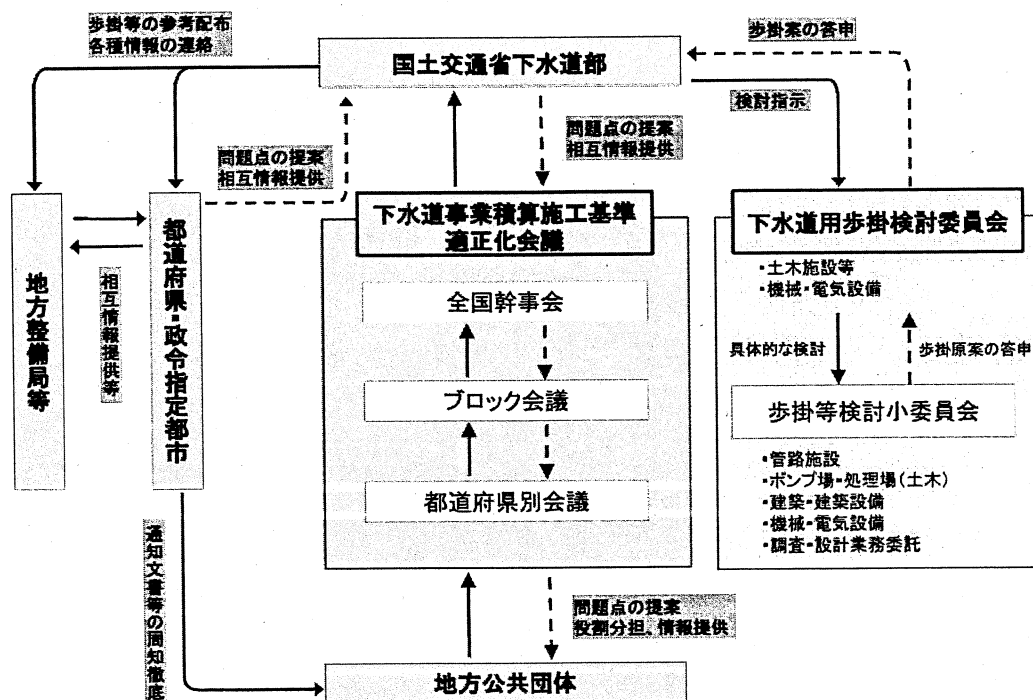 歩掛等の参考配布
各種情報の連絡
国土交通省下水道部
歩掛案の答申
検討指示
問題点の提案
相互情報提供
問題点の提案
相互情報提供
地方整備局等
相互情報提供等
都道府県・政令指定都市
下水道事業積算施工基準
適正化会議
全国幹事会
ブロック会議
都道府県別会議
下水道用歩掛検討委員会
・土木施設等
・機械・電気設備
具体的な検討
歩掛原案の答申
歩掛等検討小委員会
・管路施設
・ポンプ場・処理場(土木)
・建築・建築設備
・機械・電気設備
・調査・設計業務委託
通知文書等の周知徹底
問題点の提案
役割分担、情報提供
地方公共団体